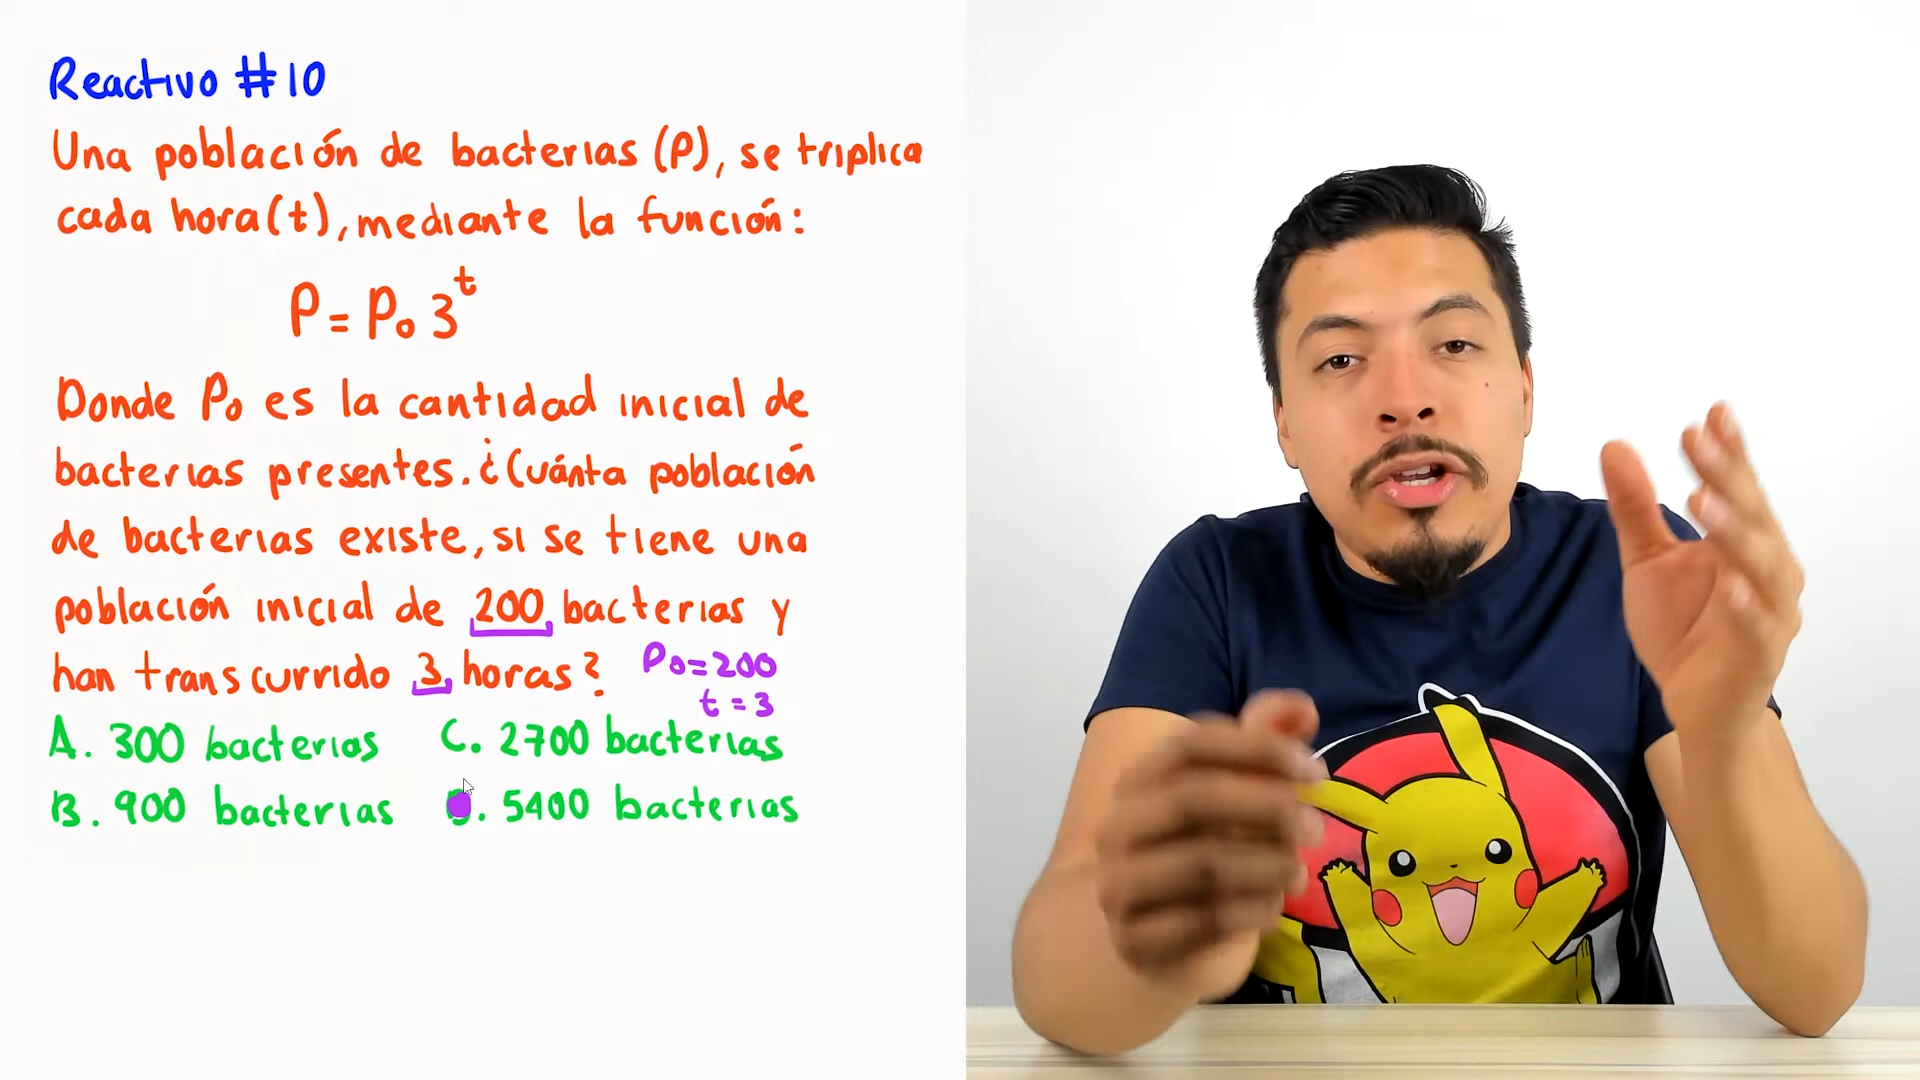 Reactivo #10
Una población de bacterias (P), se triplica
cada hora(t), mediante la función:
P = P₀ 3ᵗ
Donde P₀ es la cantidad inicial de
bacterias presentes. ¿Cuánta población
de bacterias existe, si se tiene una
población inicial de 200 bacterias y
han transcurrido 3 horas?
P₀=200
t = 3
A. 300 bacterias
C. 2700 bacterias
B. 900 bacterias
D. 5400 bacterias